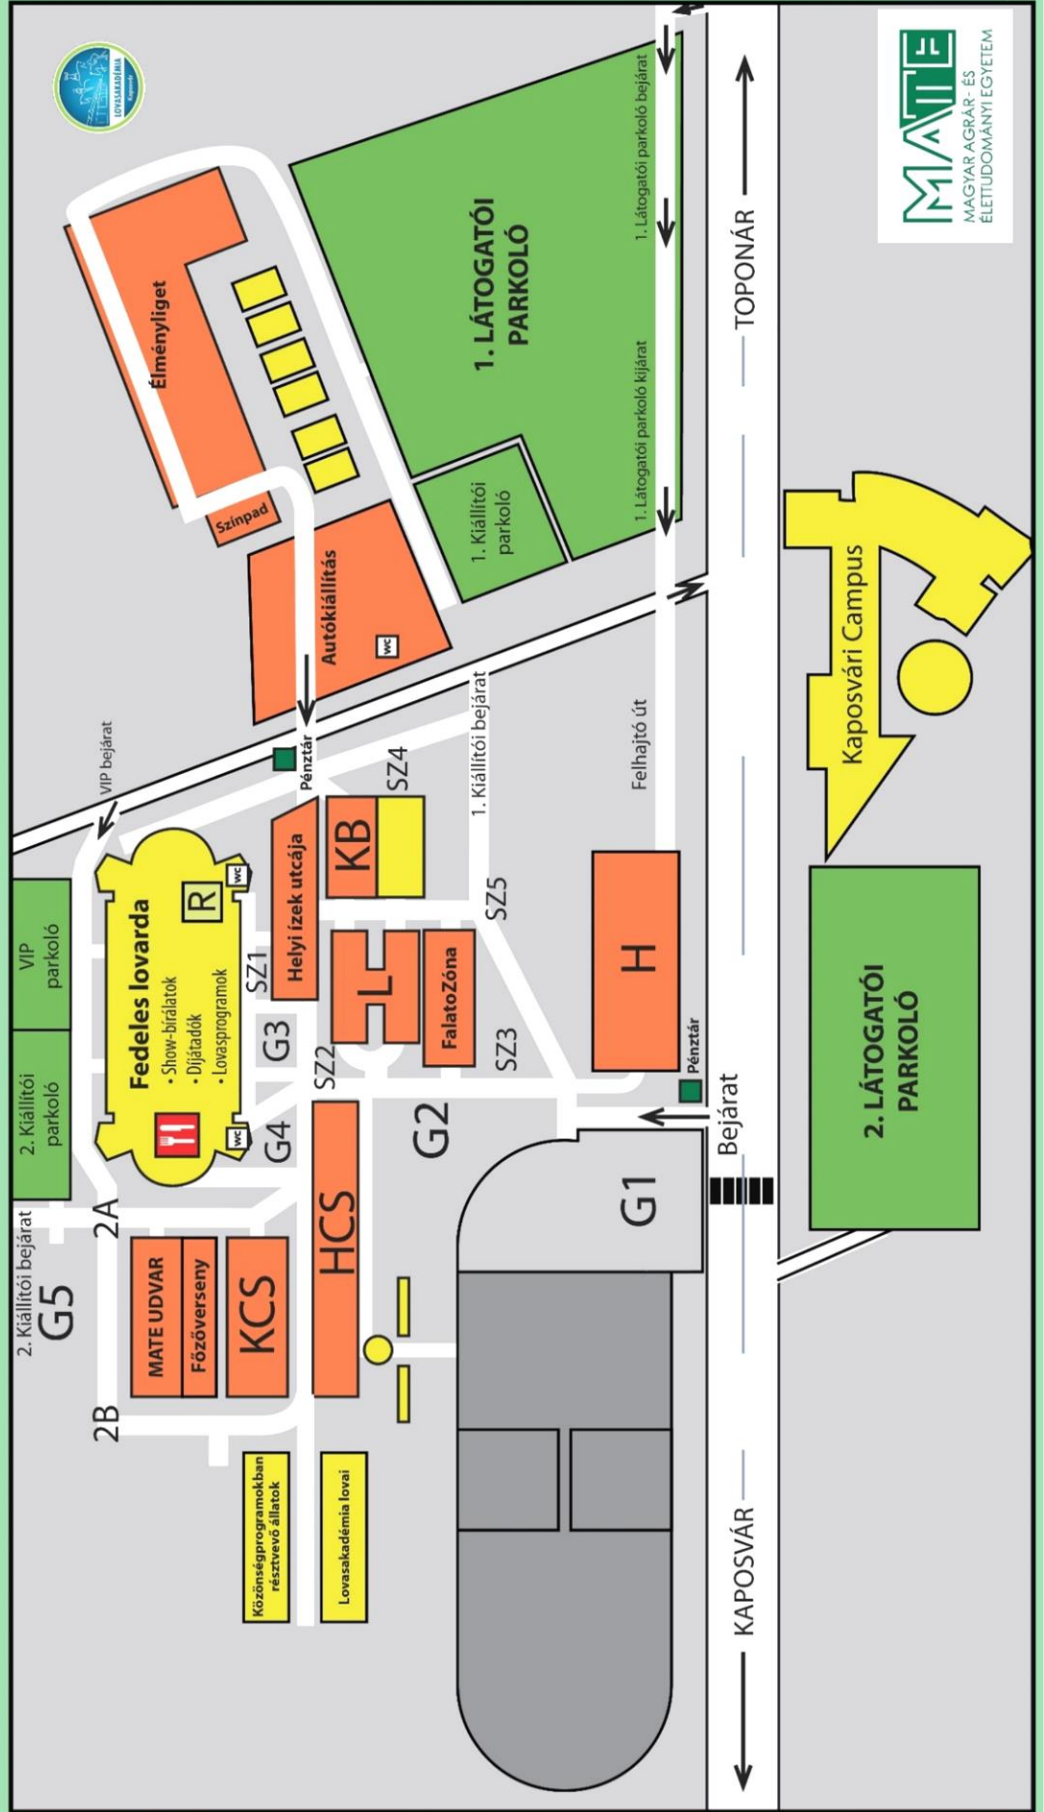 2. Kiállítói bejárat
G5
2A
2B
2. Kiállítói
parkoló
VIP
parkoló
VIP bejárat
Fedeles lovarda
• Show-bírálatok
• Díjátadók
• Lovasprogramok
R
WC
WC
MATE UDVAR
Főzőverseny
KCS
HCS
G4
G3
SZ1
SZ2
Helyi ízek utcája
Pénztár
KB
SZ4
L
FalatoZóna
SZ3
SZ5
G2
1. Kiállítói bejárat
Közönségprogramokban
résztvevő állatok
Lovasakadémia lovai
Élményliget
Színpad
Autókiállítás
WC
1. LÁTOGATÓI
PARKOLÓ
1. Kiállítói
parkoló
1. Látogatói parkoló kijárat
1. Látogatói parkoló bejárat
Felhajtó út
H
Pénztár
G1
Bejárat
KAPOSVÁR
TOPONÁR
2. LÁTOGATÓI
PARKOLÓ
Kaposvári Campus
LOVASAKADÉMIA
Kaposvár
MATE
MAGYAR AGRÁR- ÉS
ÉLETTUDOMÁNYI EGYETEM